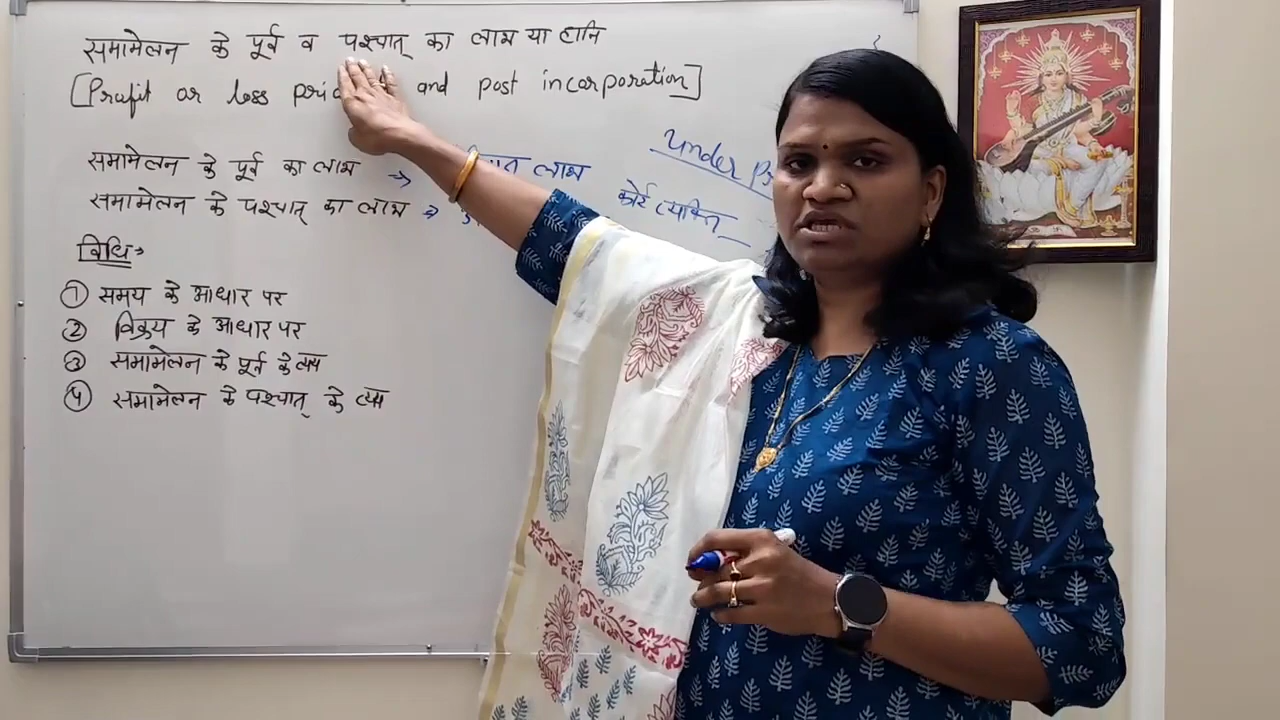 समामेलन के पूर्व व पश्चात् का लाभ या हानि
[Profit or loss and post incorporation]
under
समामेलन के पूर्व का लाभ → लाभ
कोई व्यक्ति_
समामेलन के पश्चात् का लाभ →
विधि→
① समय के आधार पर
② विक्रय के आधार पर
③ समामेलन के पूर्व के व्यय
④ समामेलन के पश्चात् के व्यय